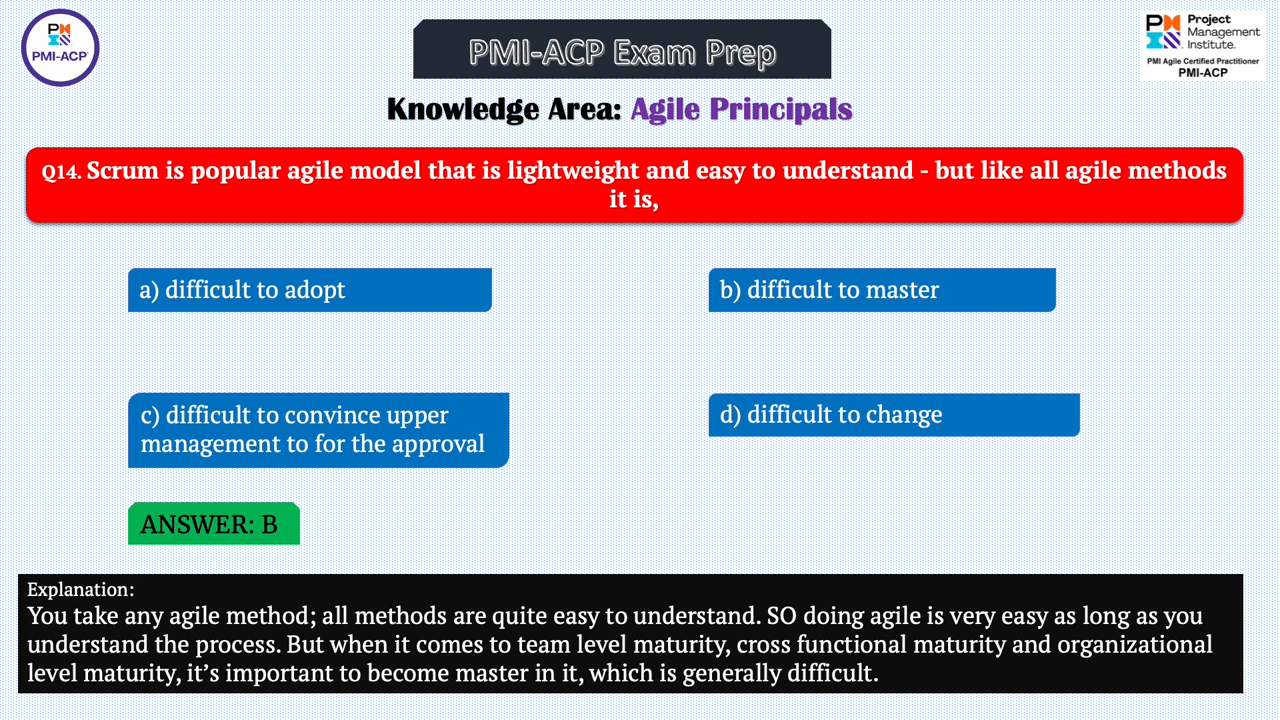 PMI-ACP
PMI-ACP Exam Prep
Project
Management
Institute.
PMI Agile Certified Practitioner
PMI-ACP
Knowledge Area: Agile Principals
Q14. Scrum is popular agile model that is lightweight and easy to understand - but like all agile methods
it is,
a) difficult to adopt
b) difficult to master
c) difficult to convince upper
management to for the approval
d) difficult to change
ANSWER: B
Explanation:
You take any agile method; all methods are quite easy to understand. SO doing agile is very easy as long as you
understand the process. But when it comes to team level maturity, cross functional maturity and organizational
level maturity, it’s important to become master in it, which is generally difficult.